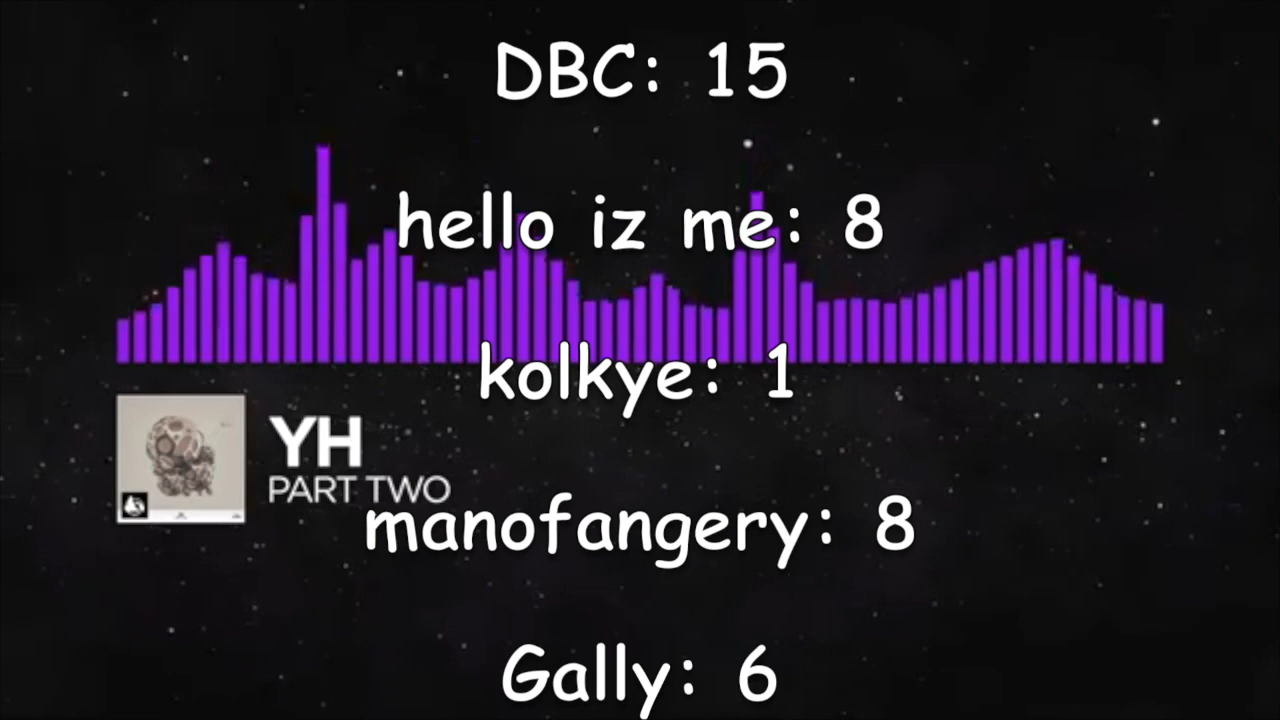 DBC: 15
hello iz me: 8
kolkye: 1
YH
PART TWO
manofangery: 8
Gally: 6